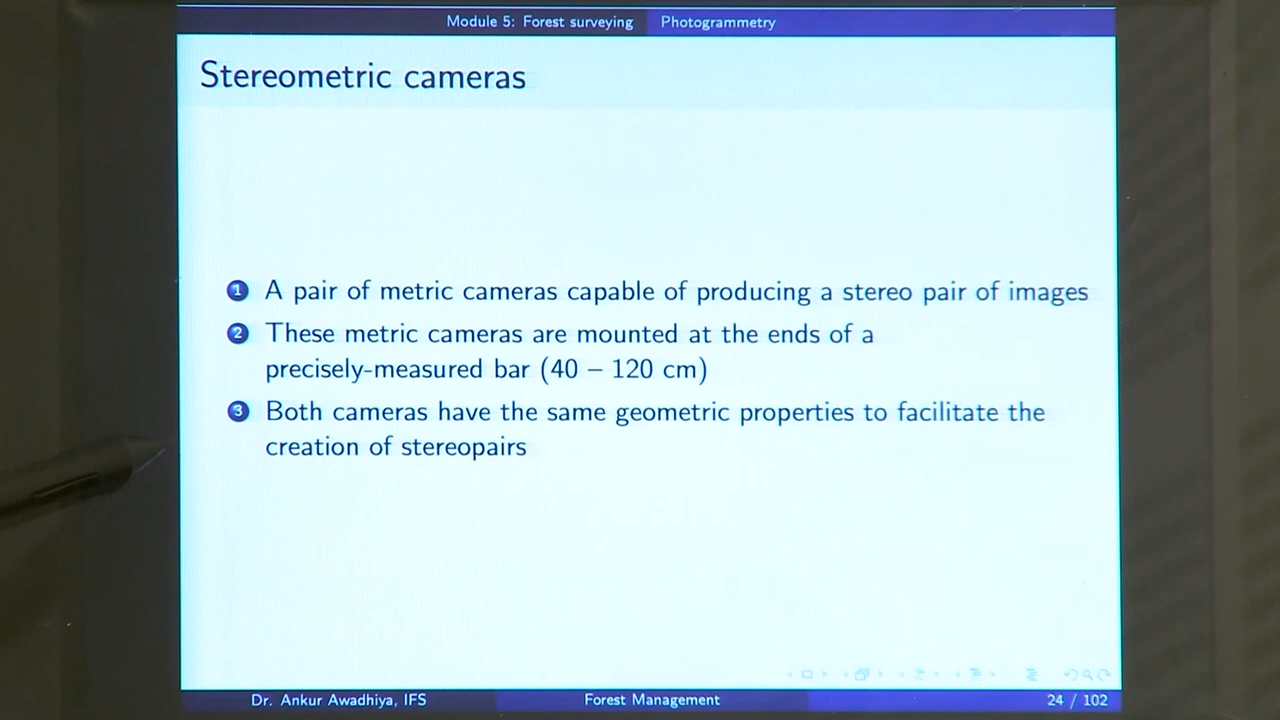 Module 5: Forest surveying Photogrammetry
Stereometric cameras
1 A pair of metric cameras capable of producing a stereo pair of images
2 These metric cameras are mounted at the ends of a
precisely-measured bar (40 – 120 cm)
3 Both cameras have the same geometric properties to facilitate the
creation of stereopairs
Dr. Ankur Awadhiya, IFS Forest Management 24 / 102